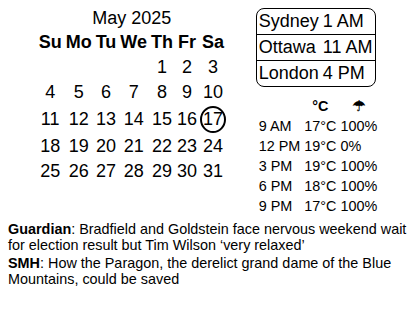 May 2025
Su Mo Tu We Th Fr Sa
1 2 3
4 5 6 7 8 9 10
11 12 13 14 15 16 17
18 19 20 21 22 23 24
25 26 27 28 29 30 31
Sydney 1 AM
Ottawa 11 AM
London 4 PM
°C ☂
9 AM 17°C 100%
12 PM 19°C 0%
3 PM 19°C 100%
6 PM 18°C 100%
9 PM 17°C 100%
Guardian: Bradfield and Goldstein face nervous weekend wait
for election result but Tim Wilson ‘very relaxed’
SMH: How the Paragon, the derelict grand dame of the Blue
Mountains, could be saved